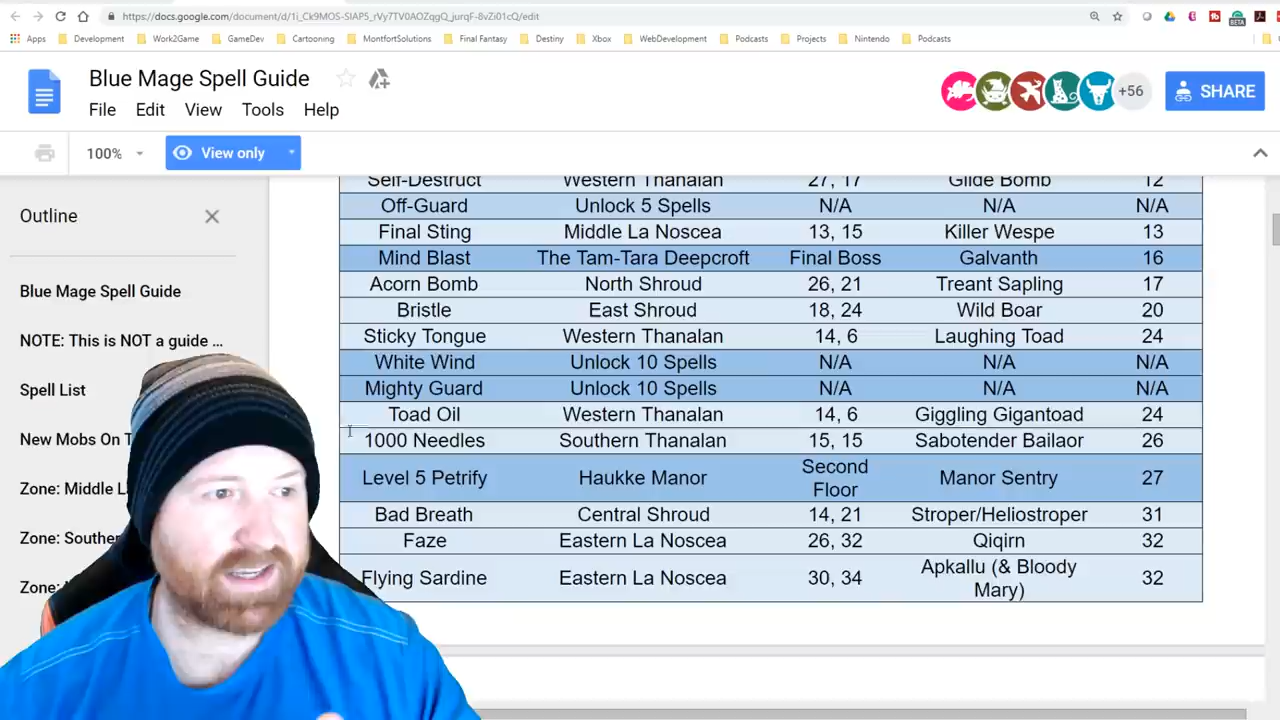 https://docs.google.com/document/d/1i_Ck9MOS-SIAP5_rVy7TV0AOZqgQ_jurqF-8vZi01cQ/edit
Apps Development Work2Game GameDev Cartooning MontfortSolutions Final Fantasy Destiny Xbox WebDevelopment Podcasts Projects Nintendo Podcasts
Blue Mage Spell Guide
File Edit View Tools Help
+56
SHARE
100%
View only
Outline
Blue Mage Spell Guide
NOTE: This is NOT a guide ...
Spell List
New Mobs On T
Zone: Middle L
Zone: Souther
Zone:
Self-Destruct Western Thanalan 27, 17 Glide Bomb 12
Off-Guard Unlock 5 Spells N/A N/A N/A
Final Sting Middle La Noscea 13, 15 Killer Wespe 13
Mind Blast The Tam-Tara Deepcroft Final Boss Galvanth 16
Acorn Bomb North Shroud 26, 21 Treant Sapling 17
Bristle East Shroud 18, 24 Wild Boar 20
Sticky Tongue Western Thanalan 14, 6 Laughing Toad 24
White Wind Unlock 10 Spells N/A N/A N/A
Mighty Guard Unlock 10 Spells N/A N/A N/A
Toad Oil Western Thanalan 14, 6 Giggling Gigantoad 24
1000 Needles Southern Thanalan 15, 15 Sabotender Bailaor 26
Level 5 Petrify Haukke Manor Second Floor Manor Sentry 27
Bad Breath Central Shroud 14, 21 Stroper/Heliostroper 31
Faze Eastern La Noscea 26, 32 Qiqirn 32
Flying Sardine Eastern La Noscea 30, 34 Apkallu (& Bloody Mary) 32